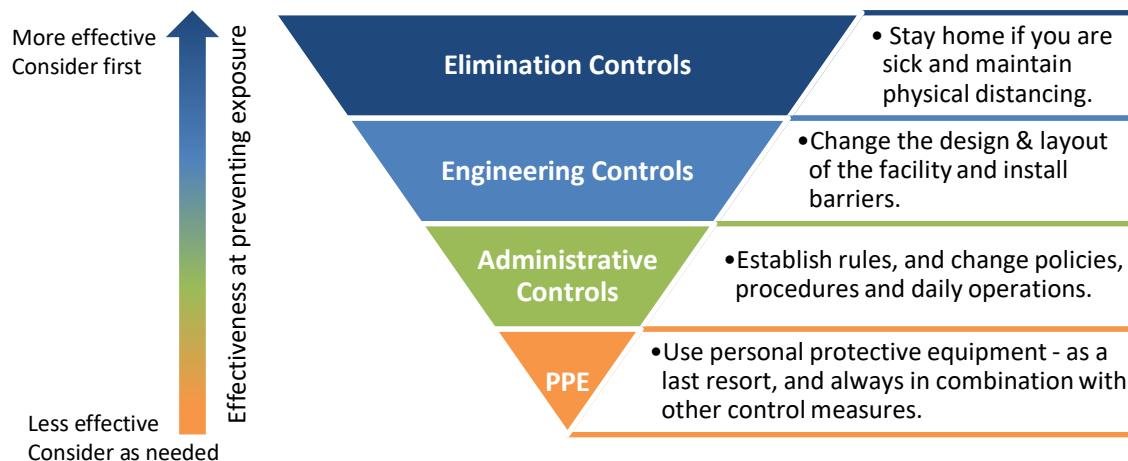 More effective
Consider first
Effectiveness at preventing exposure
Less effective
Consider as needed
Elimination Controls
• Stay home if you are
sick and maintain
physical distancing.
Engineering Controls
•Change the design & layout
of the facility and install
barriers.
Administrative
Controls
•Establish rules, and change policies,
procedures and daily operations.
PPE
•Use personal protective equipment - as a
last resort, and always in combination with
other control measures.